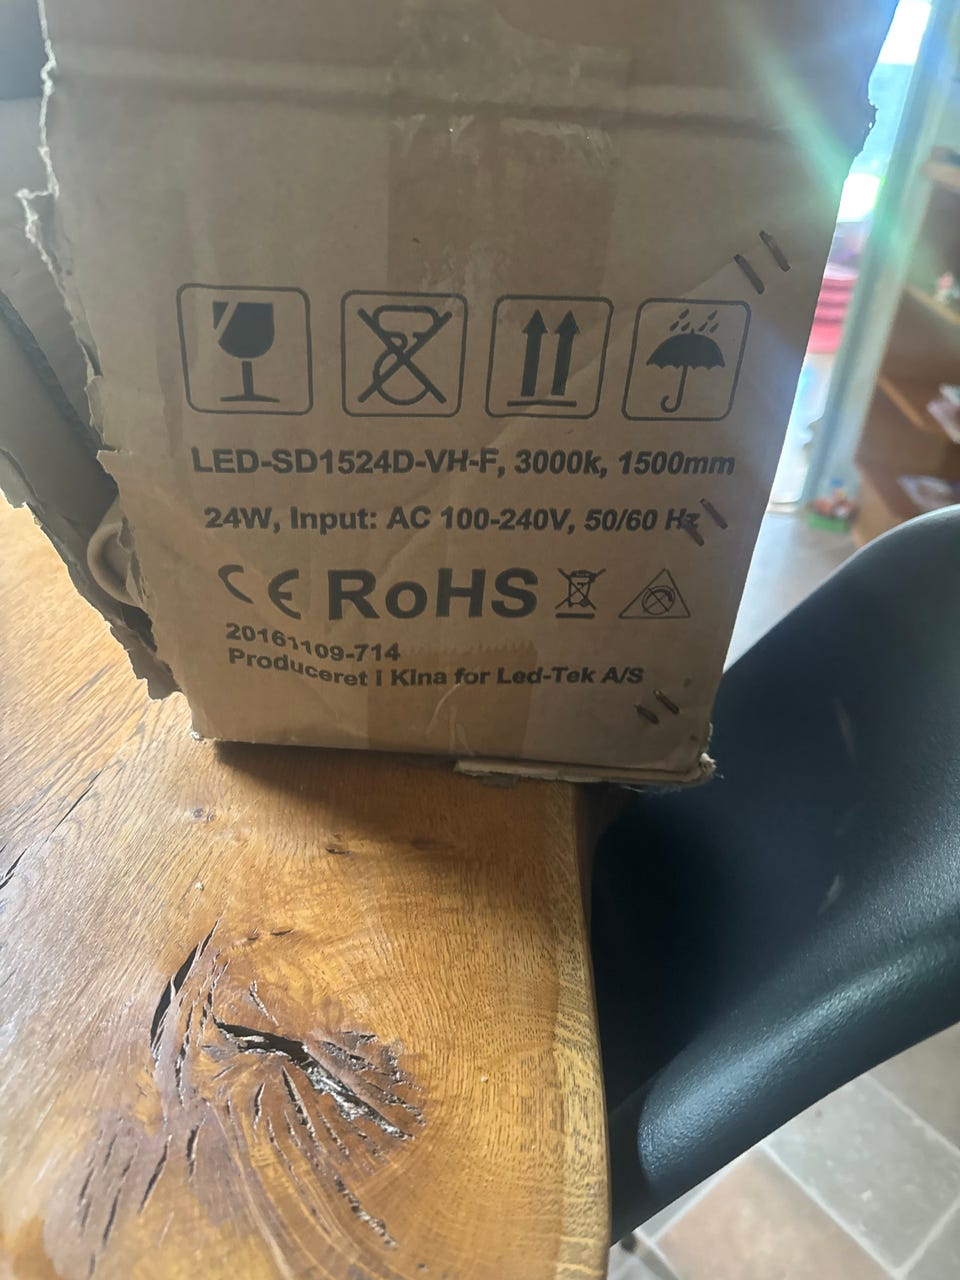 LED-SD1524D-VH-F, 3000k, 1500mm
24W, Input: AC 100-240V, 50/60 Hz
CE RoHS
20161109-714
Produceret i Kina for Led-Tek A/S